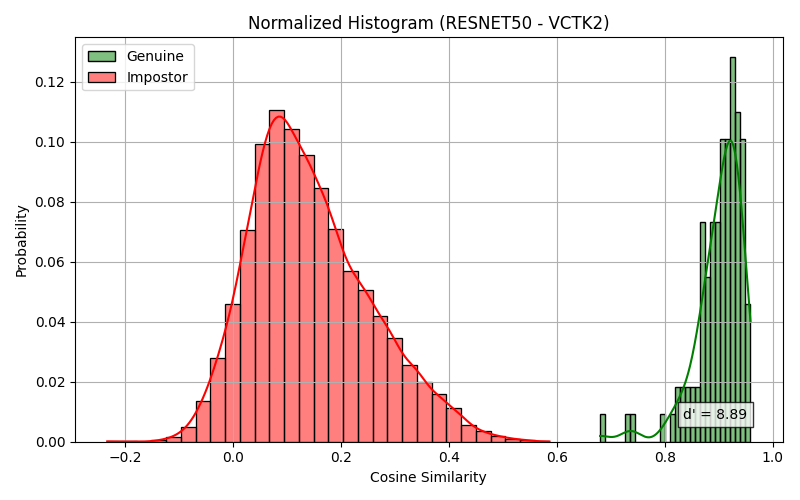 Normalized Histogram (RESNET50 - VCTK2)
Genuine
Impostor
Probability
0.12
0.10
0.08
0.06
0.04
0.02
0.00
d' = 8.89
−0.2 0.0 0.2 0.4 0.6 0.8 1.0
Cosine Similarity